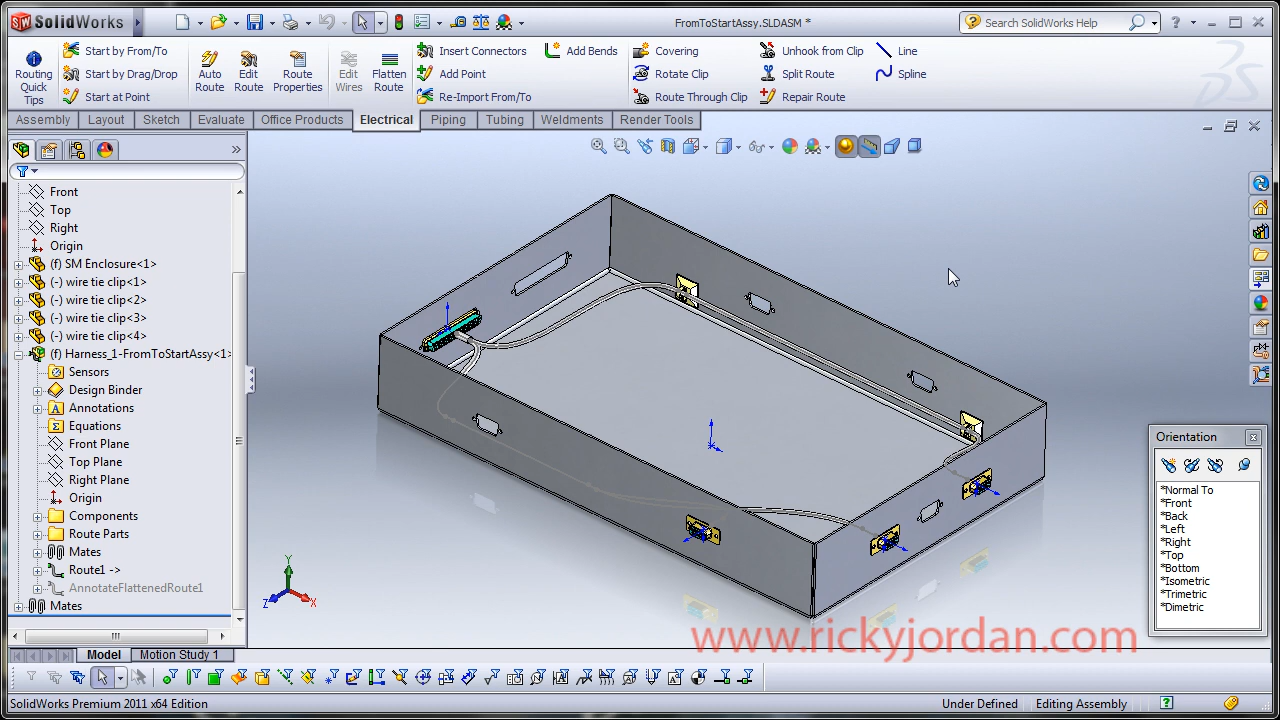 SolidWorks
FromToStartAssy.SLDASM *
Search SolidWorks Help
Routing Quick Tips
Start by From/To
Start by Drag/Drop
Start at Point
Auto Route
Edit Route
Route Properties
Edit Wires
Flatten Route
Insert Connectors
Add Point
Re-Import From/To
Add Bends
Covering
Rotate Clip
Route Through Clip
Unhook from Clip
Split Route
Repair Route
Line
Spline
Assembly
Layout
Sketch
Evaluate
Office Products
Electrical
Piping
Tubing
Weldments
Render Tools
Front
Top
Right
Origin
(f) SM Enclosure<1>
(-) wire tie clip<1>
(-) wire tie clip<2>
(-) wire tie clip<3>
(-) wire tie clip<4>
(f) Harness_1-FromToStartAssy<1>
Sensors
Design Binder
Annotations
Equations
Front Plane
Top Plane
Right Plane
Origin
Components
Route Parts
Mates
Route1 ->
AnnotateFlattenedRoute1
Mates
Y
Z
X
Orientation
*Normal To
*Front
*Back
*Left
*Right
*Top
*Bottom
*Isometric
*Trimetric
*Dimetric
www.rickyjordan.com
Model
Motion Study 1
SolidWorks Premium 2011 x64 Edition
Under Defined
Editing Assembly